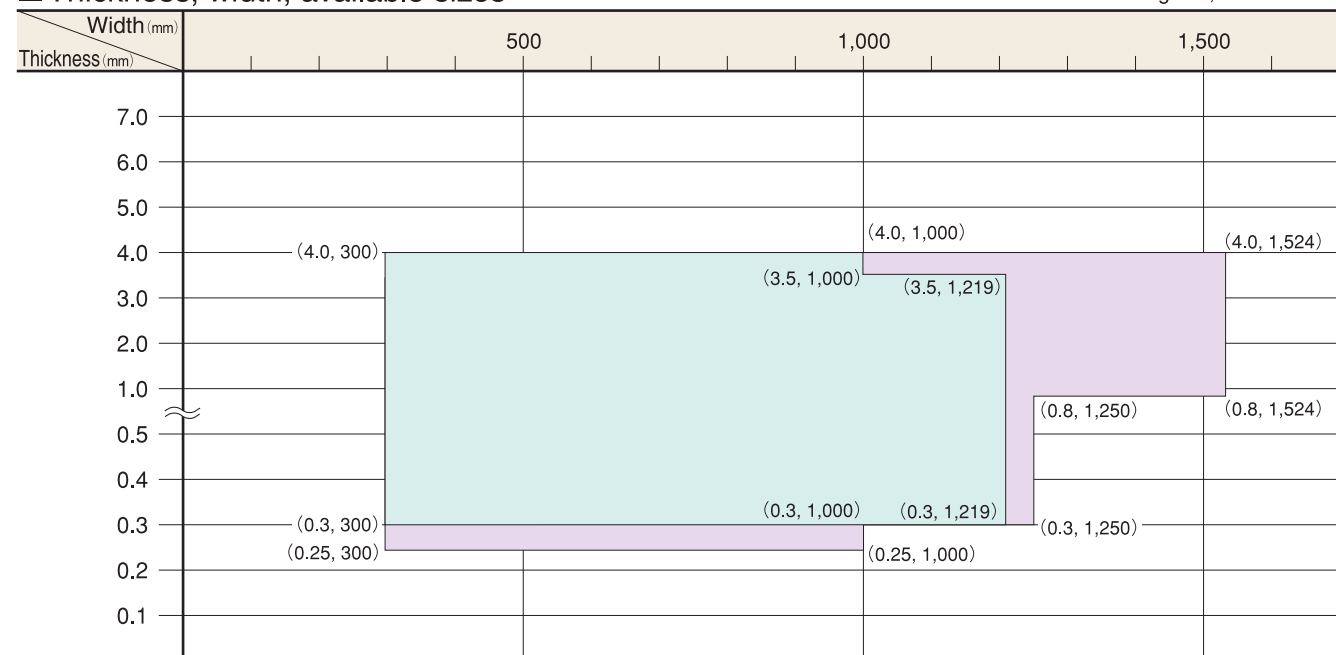 Thickness, width, available sizes
Width (mm)
Thickness (mm)
500 1,000 1,500
7.0
6.0
5.0
(4.0, 1,000)
4.0 (4.0, 300) (4.0, 1,524)
(3.5, 1,000) (3.5, 1,219)
3.0
2.0
1.0
(0.8, 1,250) (0.8, 1,524)
0.5
0.4
(0.3, 1,000) (0.3, 1,219)
0.3 (0.3, 300) (0.3, 1,250)
(0.25, 300) (0.25, 1,000)
0.2
0.1